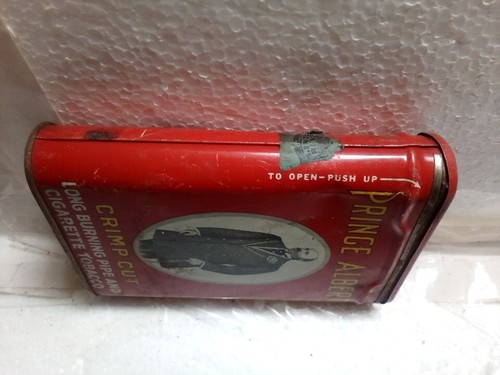 TO OPEN-PUSH UP
PRINCE ALBER
CRIMP CUT
LONG BURNING PIPE AND
CIGARETTE TOBACCO